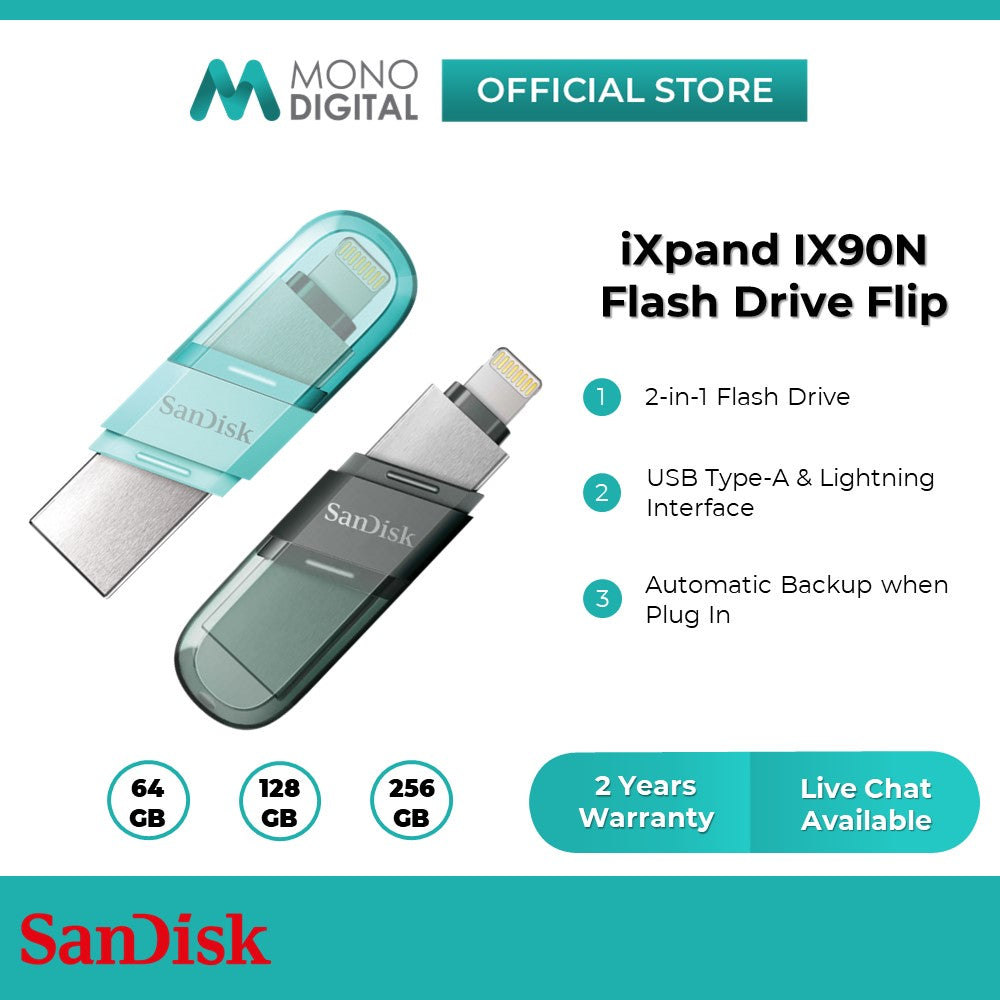 MONO
DIGITAL
OFFICIAL STORE
iXpand IX90N
Flash Drive Flip
1 2-in-1 Flash Drive
2 USB Type-A & Lightning
Interface
3 Automatic Backup when
Plug In
SanDisk
SanDisk
64
GB
128
GB
256
GB
2 Years
Warranty
Live Chat
Available
SanDisk